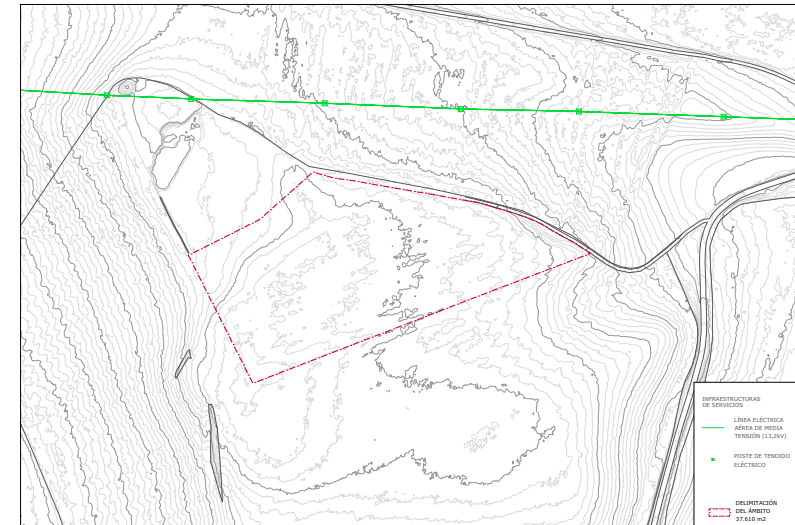 INFRAESTRUCTURAS
DE SERVICIOS
LÍNEA ELÉCTRICA
AÉREA DE MEDIA
TENSIÓN (13,2kV)
POSTE DE TENDIDO
ELÉCTRICO
DELIMITACIÓN
DEL ÁMBITO
37.610 m2